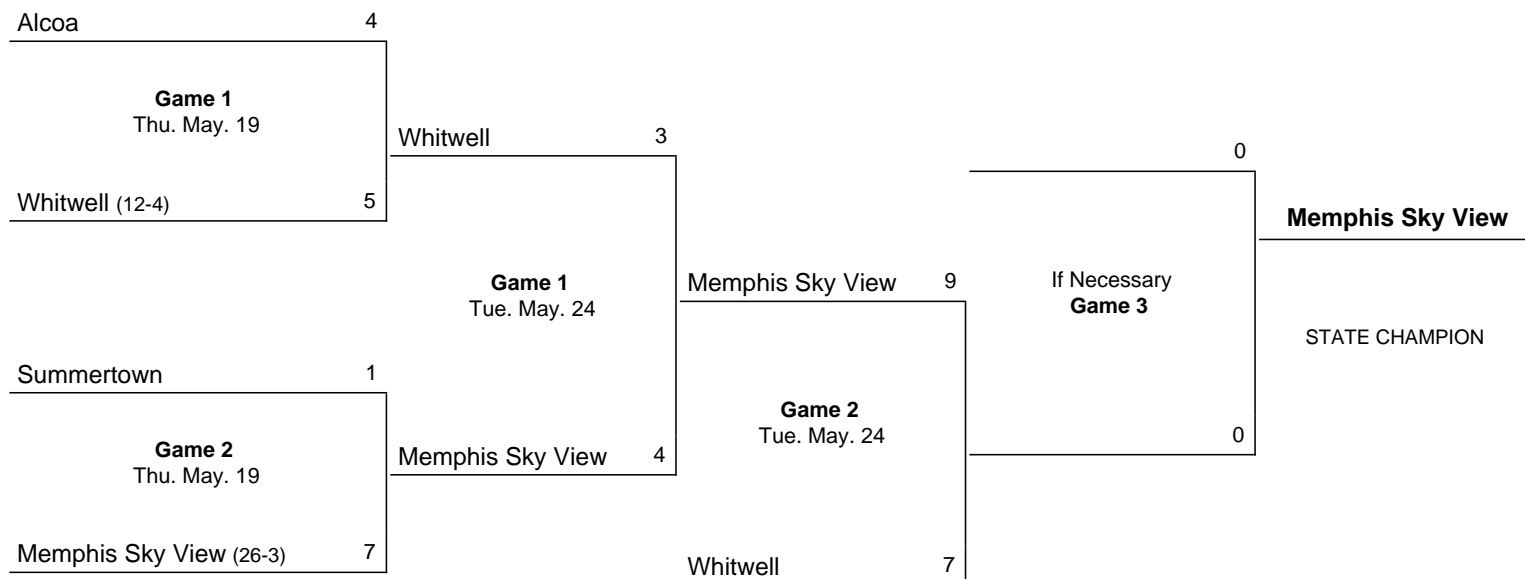 Alcoa 4
Game 1
Thu. May. 19
Whitwell (12-4) 5
Summertown 1
Game 2
Thu. May. 19
Memphis Sky View (26-3) 7
Whitwell 3
Game 1
Tue. May. 24
Memphis Sky View 4
Memphis Sky View 9
Game 2
Tue. May. 24
Whitwell 7
0
If Necessary
Game 3
0
Memphis Sky View
STATE CHAMPION